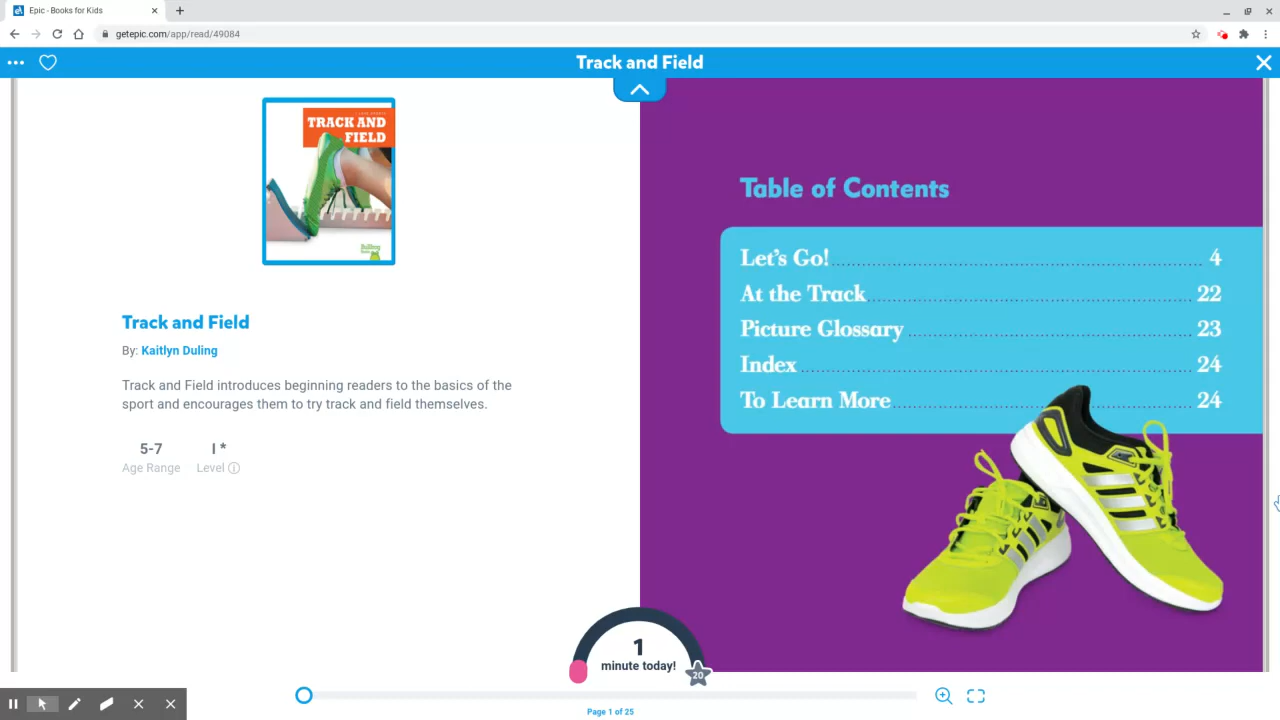 Epic - Books for Kids
getepic.com/app/read/49084
Track and Field
TRACK AND
FIELD
Track and Field
By: Kaitlyn Duling
Track and Field introduces beginning readers to the basics of the
sport and encourages them to try track and field themselves.
5-7
I *
Age Range
Level
Table of Contents
Let's Go! 4
At the Track 22
Picture Glossary 23
Index 24
To Learn More 24
1
minute today!
20
Page 1 of 25